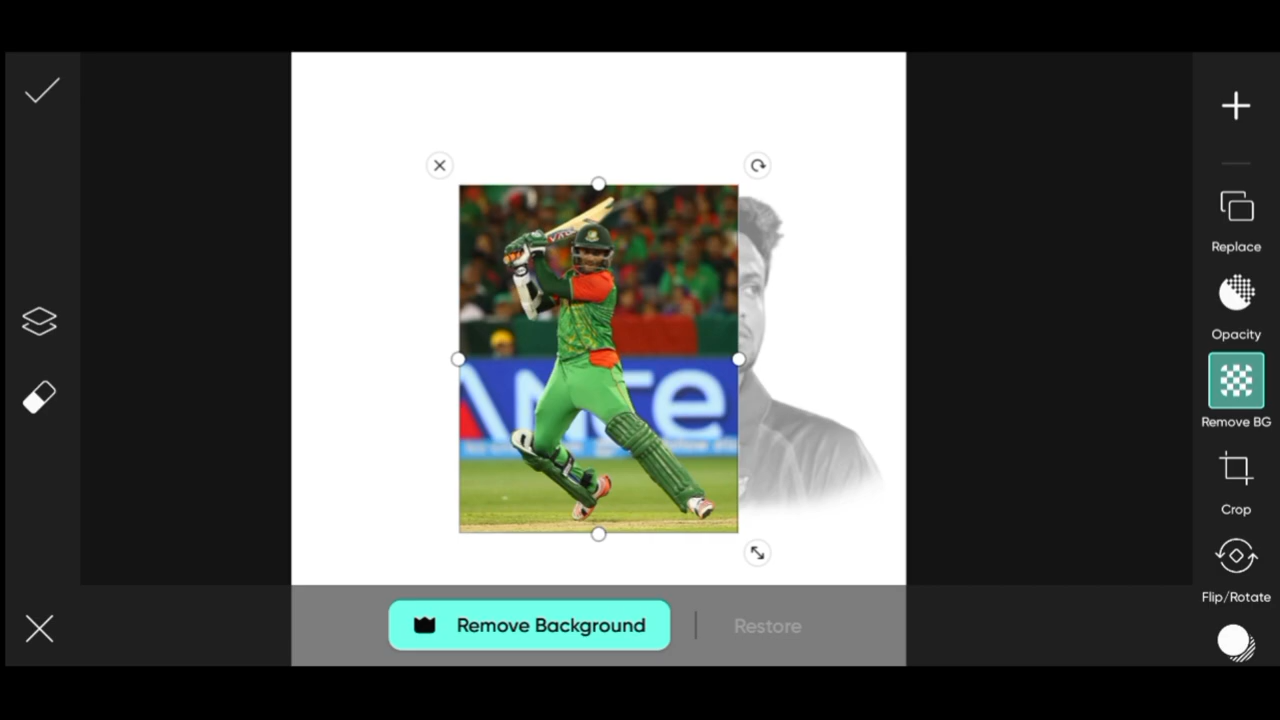 Replace
Opacity
Remove BG
Crop
Flip/Rotate
Remove Background
Restore